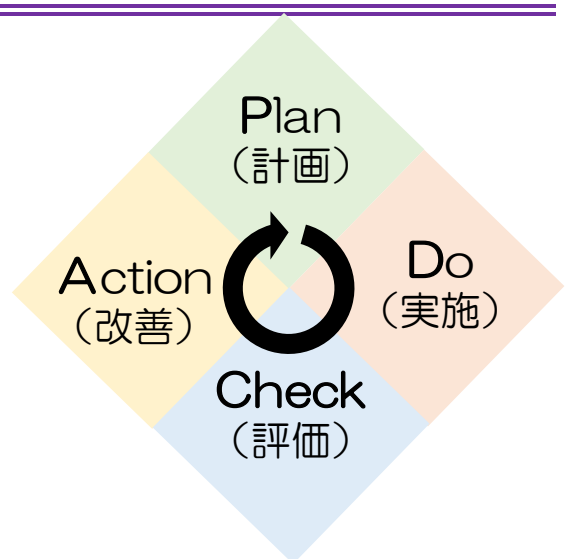 Plan
（計画）
Do
（実施）
Check
（評価）
Action
（改善）